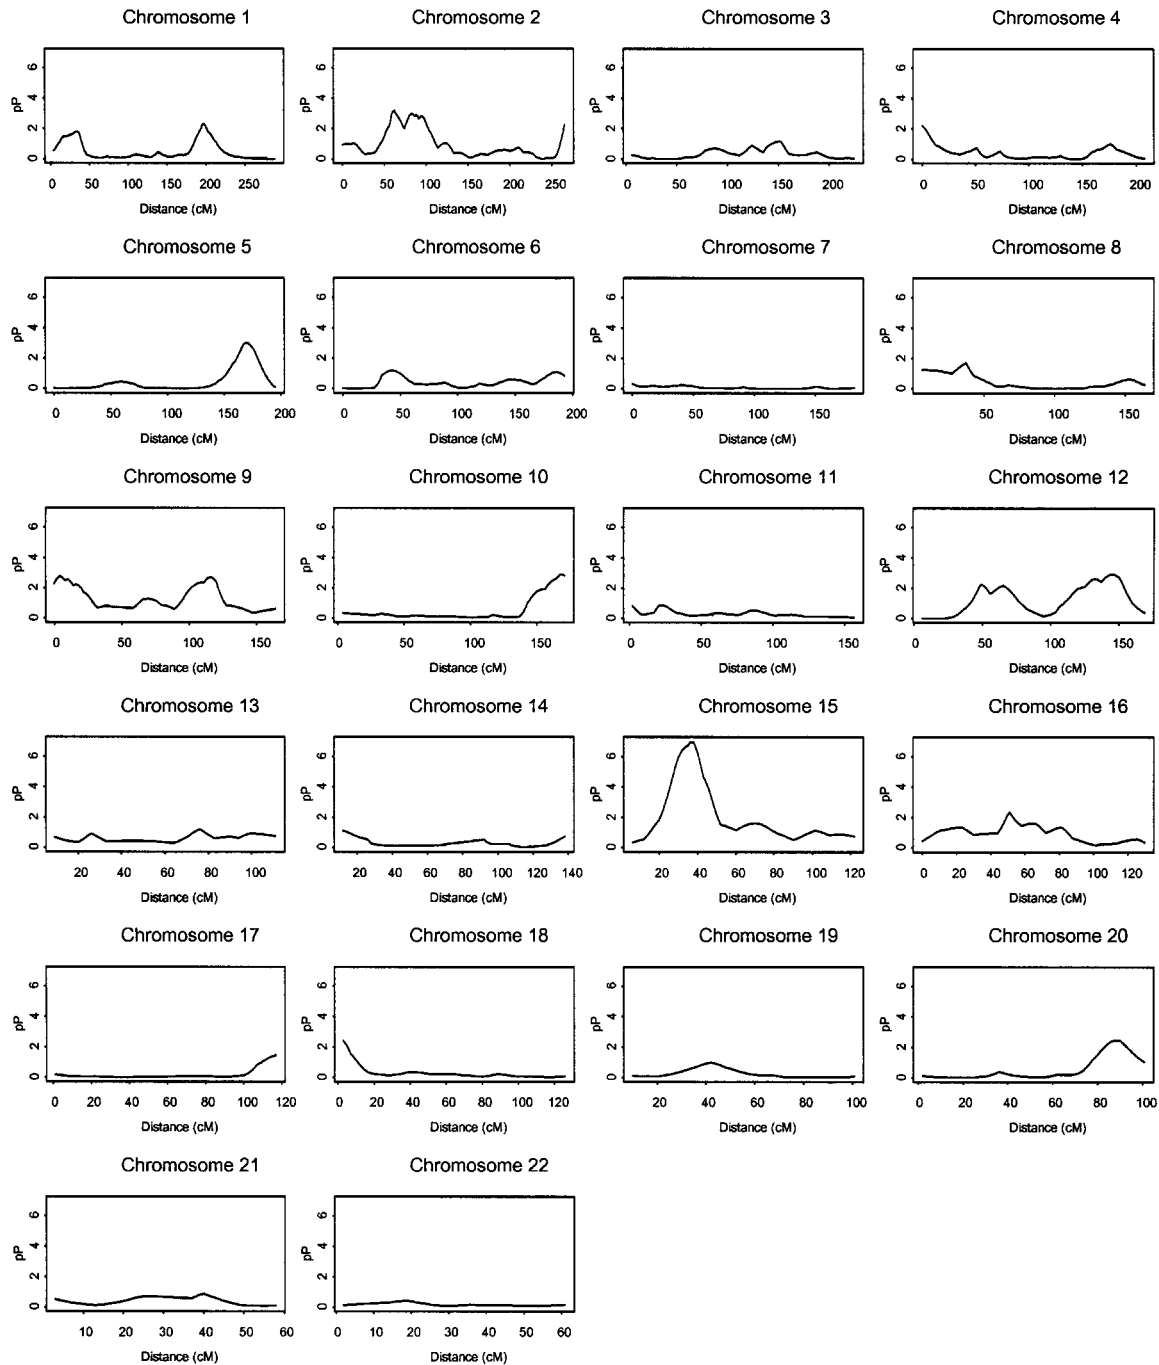 Chromosome 1
Chromosome 2
Chromosome 3
Chromosome 4
pP
0 2 4 6
0 50 100 150 200 250
Distance (cM)
pP
0 2 4 6
0 50 100 150 200 250
Distance (cM)
pP
0 2 4 6
0 50 100 150 200
Distance (cM)
pP
0 2 4 6
0 50 100 150 200
Distance (cM)
Chromosome 5
Chromosome 6
Chromosome 7
Chromosome 8
pP
0 2 4 6
0 50 100 150 200
Distance (cM)
pP
0 2 4 6
0 50 100 150 200
Distance (cM)
pP
0 2 4 6
0 50 100 150
Distance (cM)
pP
0 2 4 6
50 100 150
Distance (cM)
Chromosome 9
Chromosome 10
Chromosome 11
Chromosome 12
pP
0 2 4 6
0 50 100 150
Distance (cM)
pP
0 2 4 6
0 50 100 150
Distance (cM)
pP
0 2 4 6
0 50 100 150
Distance (cM)
pP
0 2 4 6
0 50 100 150
Distance (cM)
Chromosome 13
Chromosome 14
Chromosome 15
Chromosome 16
pP
0 2 4 6
20 40 60 80 100
Distance (cM)
pP
0 2 4 6
20 40 60 80 100 120 140
Distance (cM)
pP
0 2 4 6
20 40 60 80 100 120
Distance (cM)
pP
0 2 4 6
0 20 40 60 80 100 120
Distance (cM)
Chromosome 17
Chromosome 18
Chromosome 19
Chromosome 20
pP
0 2 4 6
0 20 40 60 80 100 120
Distance (cM)
pP
0 2 4 6
0 20 40 60 80 100 120
Distance (cM)
pP
0 2 4 6
20 40 60 80 100
Distance (cM)
pP
0 2 4 6
0 20 40 60 80 100
Distance (cM)
Chromosome 21
Chromosome 22
pP
0 2 4 6
10 20 30 40 50 60
Distance (cM)
pP
0 2 4 6
0 10 20 30 40 50 60
Distance (cM)